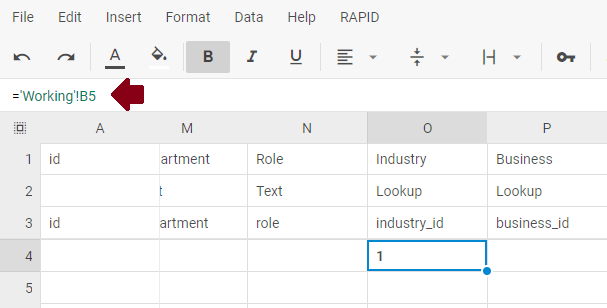 File Edit Insert Format Data Help RAPID
A B I
='Working'!B5
A M N O P
1 id artment Role Industry Business
2 t Text Lookup Lookup
3 id artment role industry_id business_id
4 1
5